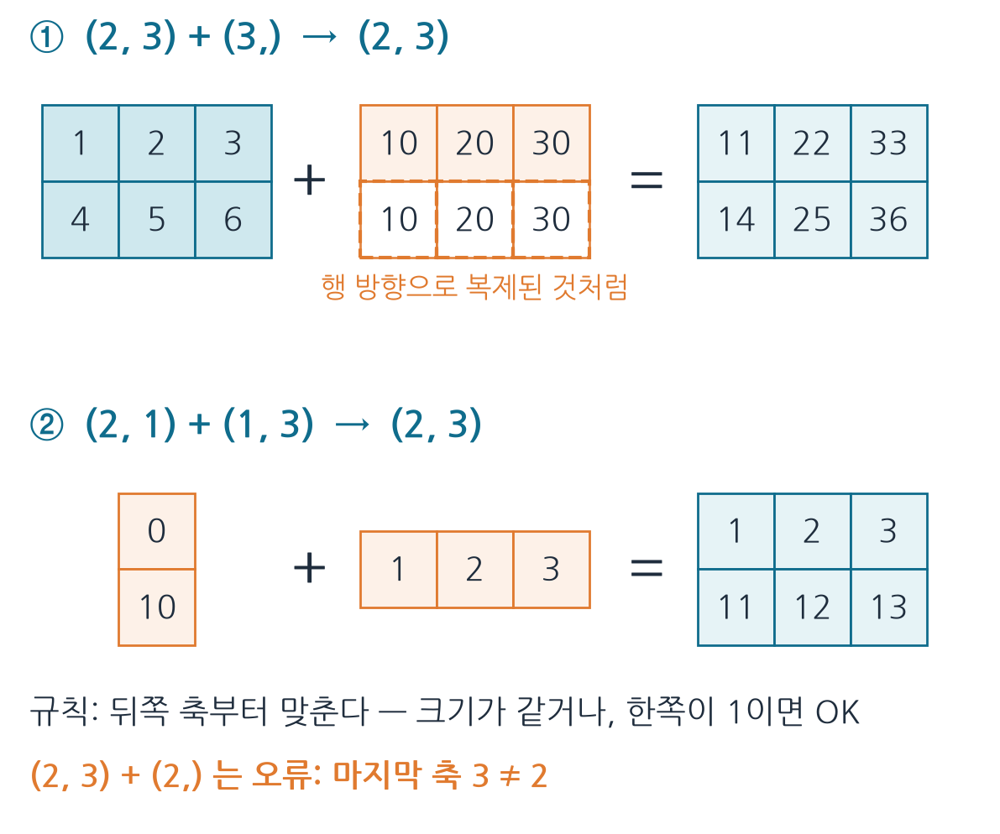 ① (2, 3) + (3,) → (2, 3)
1 2 3 10 20 30 11 22 33
+ =
4 5 6 10 20 30 14 25 36
행 방향으로 복제된 것처럼
② (2, 1) + (1, 3) → (2, 3)
0 1 2 3
+ 1 2 3 =
10 11 12 13
규칙: 뒤쪽 축부터 맞춘다 — 크기가 같거나, 한쪽이 1이면 OK
(2, 3) + (2,) 는 오류: 마지막 축 3 ≠ 2